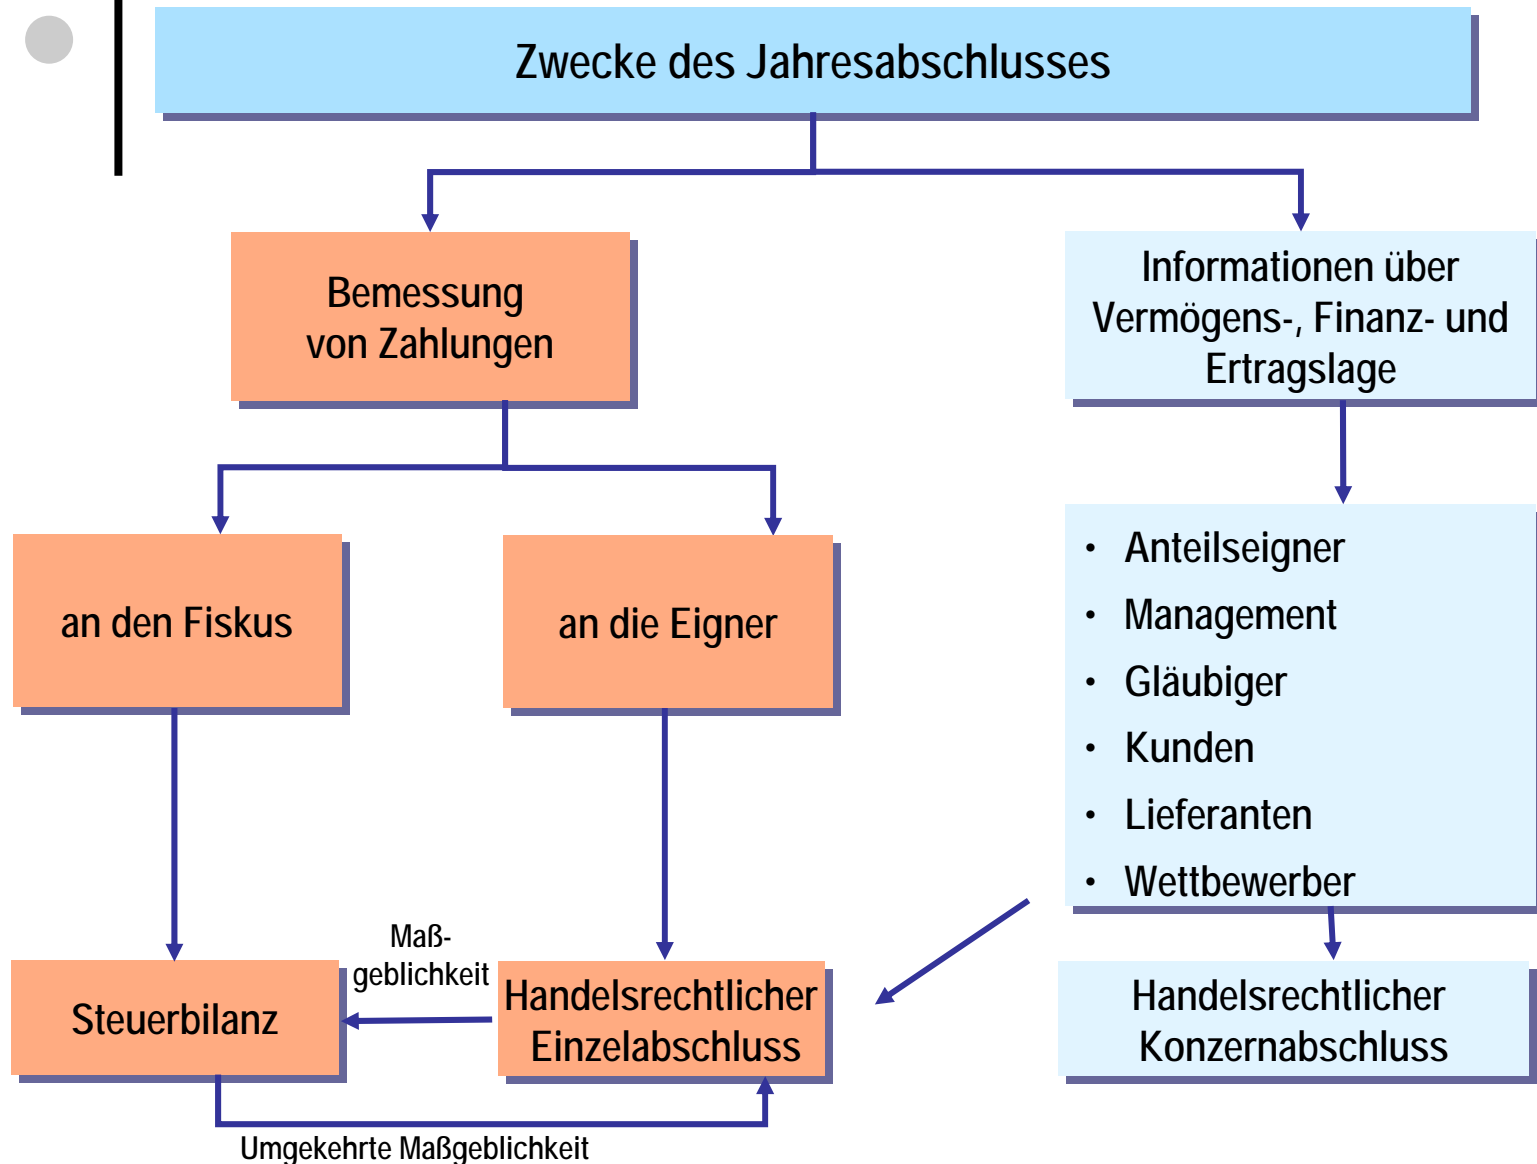 Zwecke des Jahresabschlusses
Bemessung
von Zahlungen
Informationen über
Vermögens-, Finanz- und
Ertragslage
an den Fiskus
an die Eigner
• Anteilseigner
• Management
• Gläubiger
• Kunden
• Lieferanten
• Wettbewerber
Steuerbilanz
Maß-
geblichkeit
Handelsrechtlicher
Einzelabschluss
Handelsrechtlicher
Konzernabschluss
Umgekehrte Maßgeblichkeit